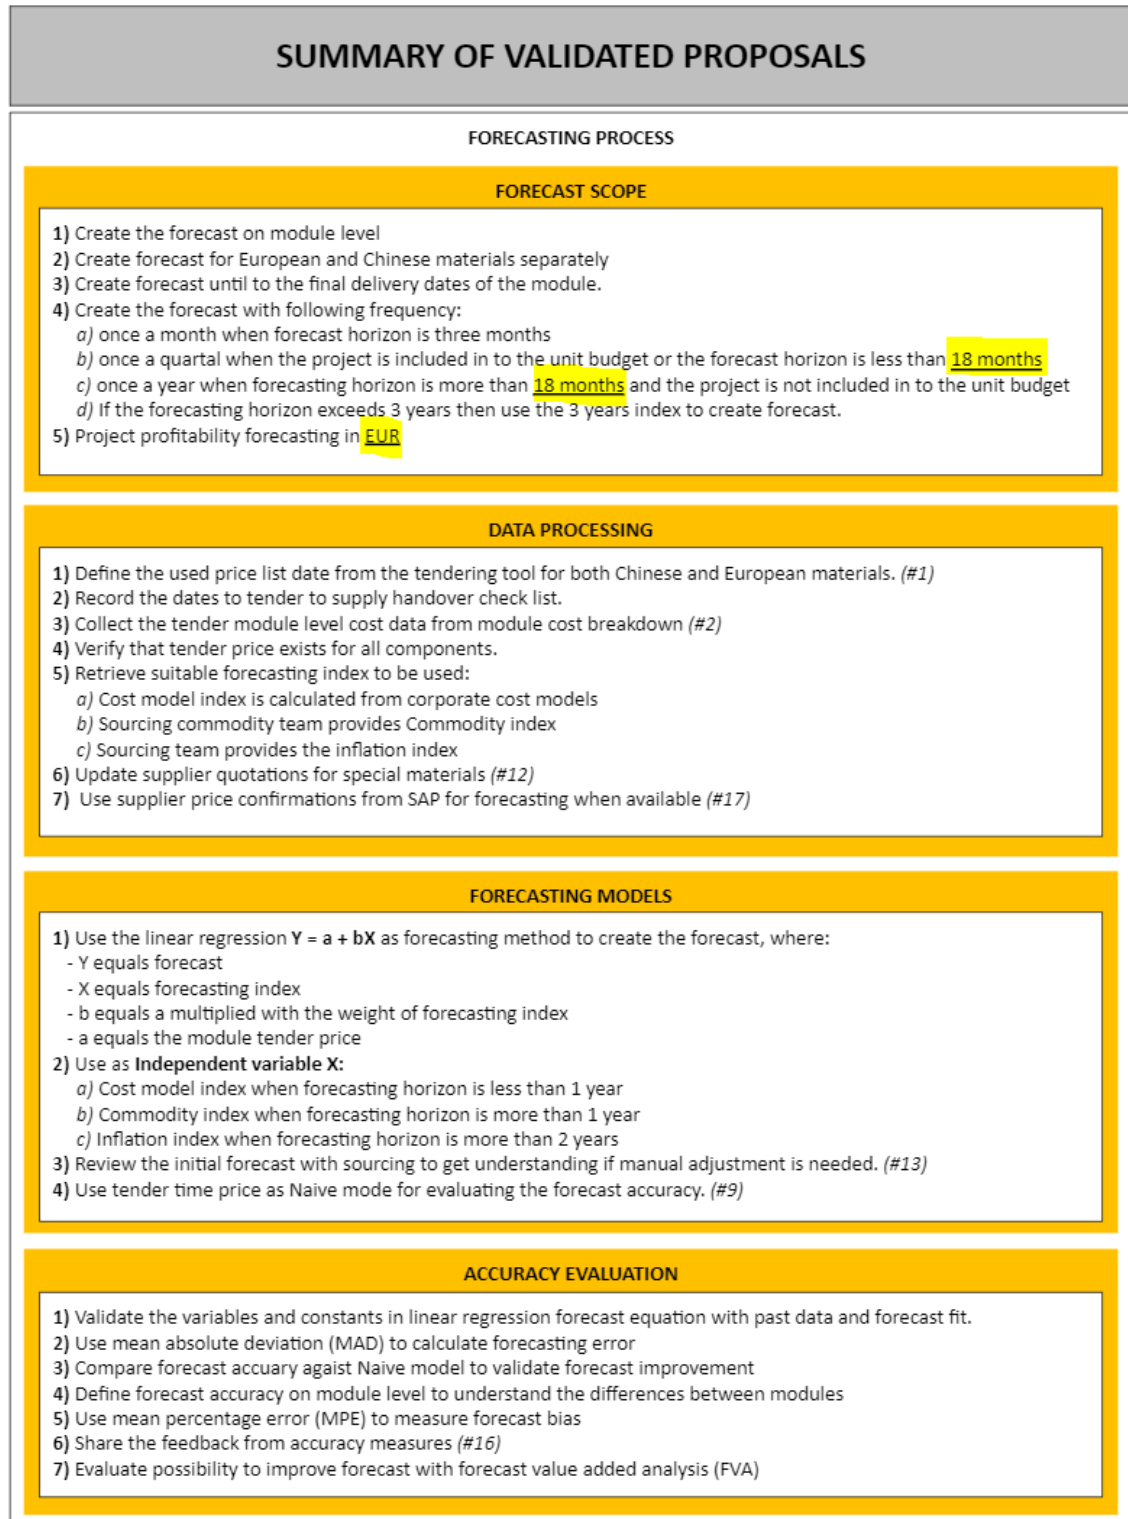 SUMMARY OF VALIDATED PROPOSALS
FORECASTING PROCESS
FORECAST SCOPE
1) Create the forecast on module level
2) Create forecast for European and Chinese materials separately
3) Create forecast until to the final delivery dates of the module.
4) Create the forecast with following frequency:
a) once a month when forecast horizon is three months
b) once a quartal when the project is included in to the unit budget or the forecast horizon is less than 18 months
c) once a year when forecasting horizon is more than 18 months and the project is not included in to the unit budget
d) If the forecasting horizon exceeds 3 years then use the 3 years index to create forecast.
5) Project profitability forecasting in EUR
DATA PROCESSING
1) Define the used price list date from the tendering tool for both Chinese and European materials. (#1)
2) Record the dates to tender to supply handover check list.
3) Collect the tender module level cost data from module cost breakdown (#2)
4) Verify that tender price exists for all components.
5) Retrieve suitable forecasting index to be used:
a) Cost model index is calculated from corporate cost models
b) Sourcing commodity team provides Commodity index
c) Sourcing team provides the inflation index
6) Update supplier quotations for special materials (#12)
7) Use supplier price confirmations from SAP for forecasting when available (#17)
FORECASTING MODELS
1) Use the linear regression Y = a + bX as forecasting method to create the forecast, where:
- Y equals forecast
- X equals forecasting index
- b equals a multiplied with the weight of forecasting index
- a equals the module tender price
2) Use as Independent variable X:
a) Cost model index when forecasting horizon is less than 1 year
b) Commodity index when forecasting horizon is more than 1 year
c) Inflation index when forecasting horizon is more than 2 years
3) Review the initial forecast with sourcing to get understanding if manual adjustment is needed. (#13)
4) Use tender time price as Naive mode for evaluating the forecast accuracy. (#9)
ACCURACY EVALUATION
1) Validate the variables and constants in linear regression forecast equation with past data and forecast fit.
2) Use mean absolute deviation (MAD) to calculate forecasting error
3) Compare forecast accuary agaist Naive model to validate forecast improvement
4) Define forecast accuracy on module level to understand the differences between modules
5) Use mean percentage error (MPE) to measure forecast bias
6) Share the feedback from accuracy measures (#16)
7) Evaluate possibility to improve forecast with forecast value added analysis (FVA)